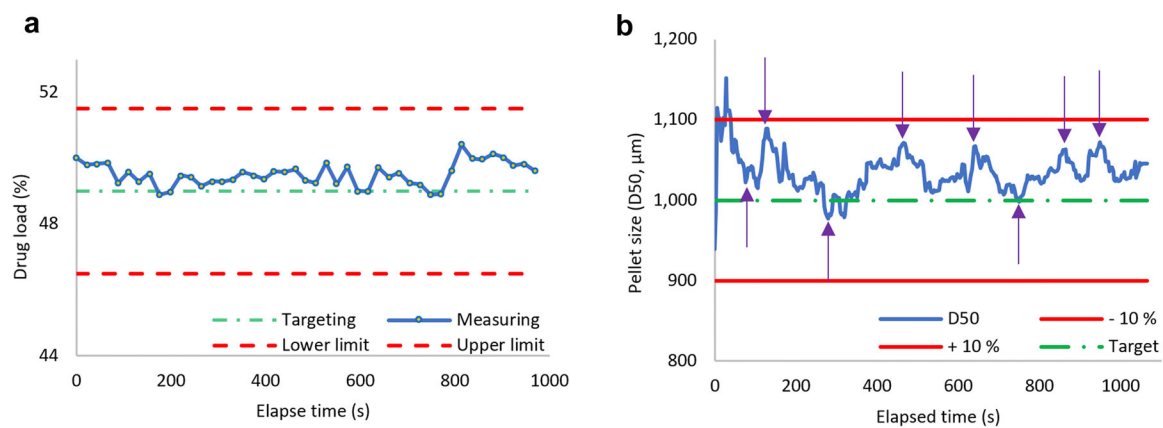 a
52
48
44
Drug load (%)
Targeting
Measuring
Lower limit
Upper limit
0 200 400 600 800 1000
Elapse time (s)
b
1,200
1,100
1,000
900
800
Pellet size (D50, µm)
D50
- 10 %
+ 10 %
Target
0 200 400 600 800 1000
Elapsed time (s)